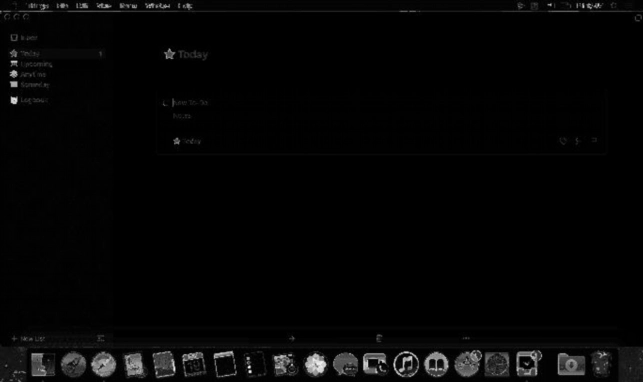 Things File Edit View Items Window Help
Inbox
Today
Upcoming
Anytime
Someday
Logbook
Today
New To-Do
Notes
Today
New List